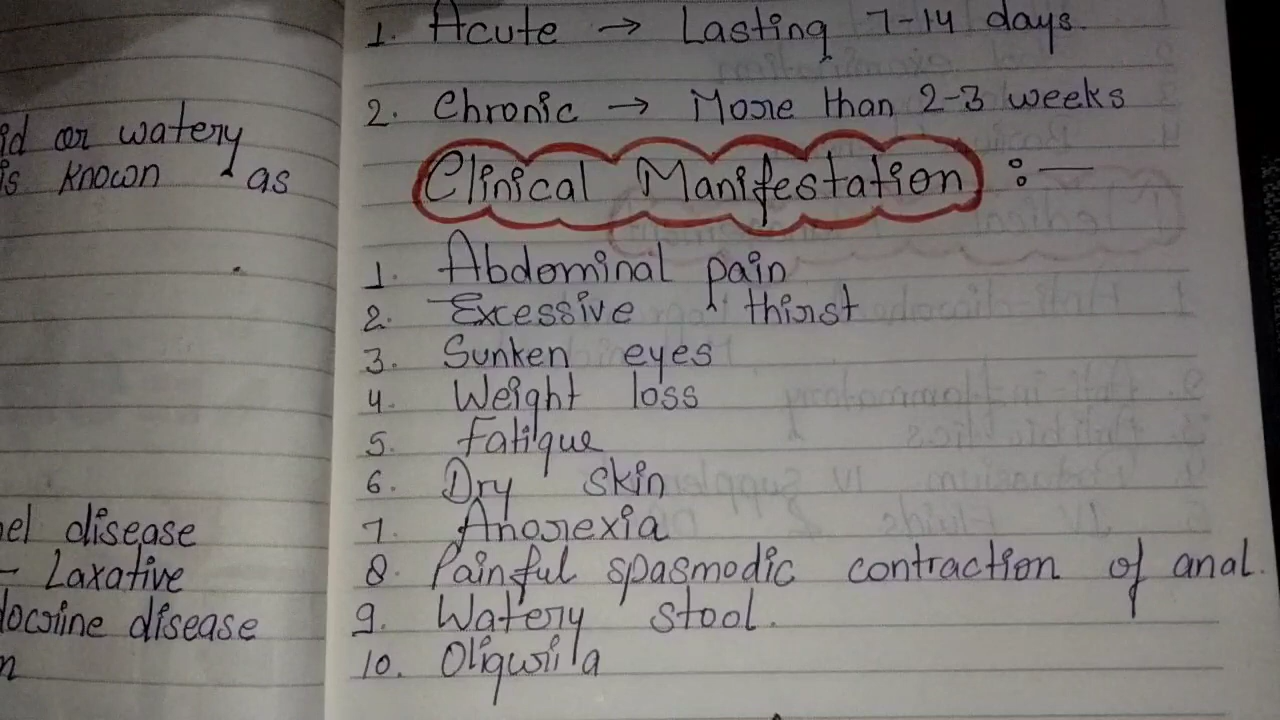 id or watery
is known as
el disease
- Laxative
docrine disease
n
1. Acute → Lasting 7-14 days.
2. Chronic → More than 2-3 weeks
Clinical Manifestation :-
1. Abdominal pain
2. Excessive thirst
3. Sunken eyes
4. Weight loss
5. Fatigue
6. Dry skin
7. Anorexia
8. Painful spasmodic contraction of anal.
9. Watery stool.
10. Oliguria